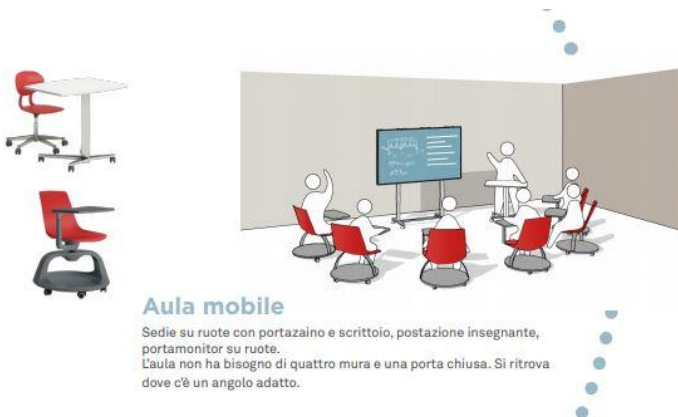 Aula mobile
Sedie su ruote con portazaino e scrittoio, postazione insegnante,
portamonitor su ruote.
L'aula non ha bisogno di quattro mura e una porta chiusa. Si ritrova
dove c'è un angolo adatto.